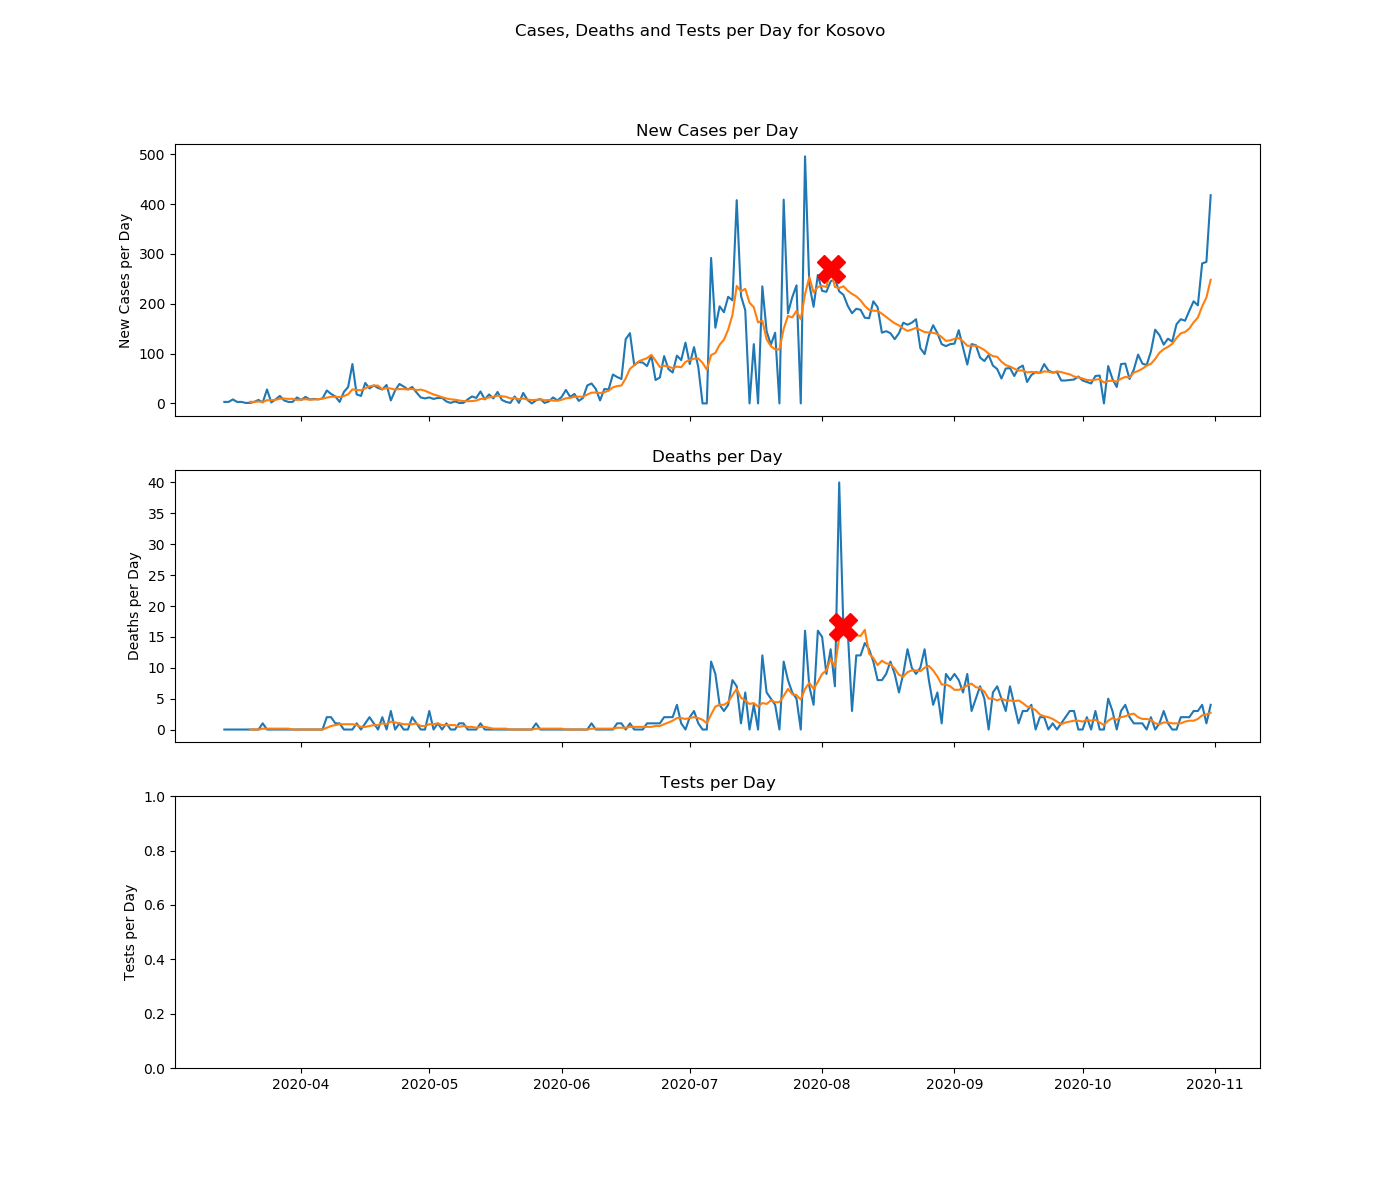 Cases, Deaths and Tests per Day for Kosovo
New Cases per Day
New Cases per Day
500
400
300
200
100
0
Deaths per Day
Deaths per Day
40
35
30
25
20
15
10
5
0
Tests per Day
Tests per Day
1.0
0.8
0.6
0.4
0.2
0.0
2020-04 2020-05 2020-06 2020-07 2020-08 2020-09 2020-10 2020-11